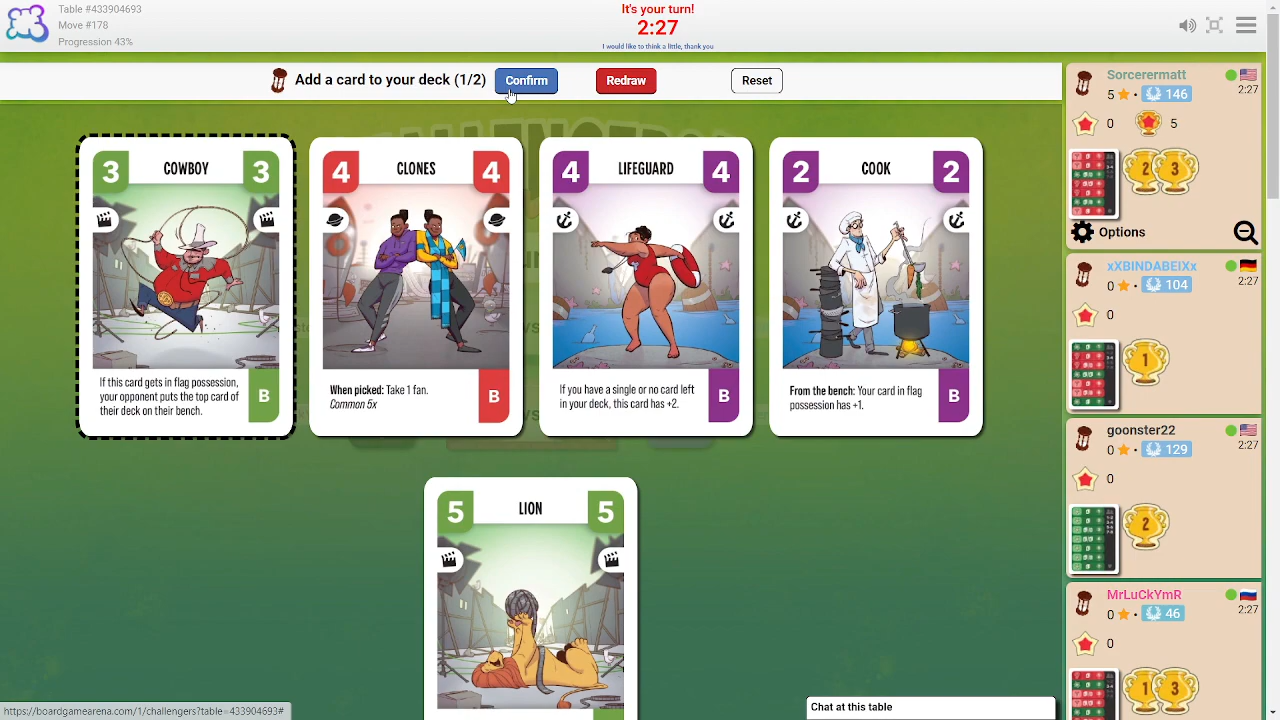 Table #433904693
Move #178
Progression 43%
It's your turn!
2:27
I would like to think a little, thank you
Add a card to your deck (1/2)
Confirm
Redraw
Reset
3 COWBOY 3
If this card gets in flag possession,
your opponent puts the top card of
their deck on their bench.
B
4 CLONES 4
When picked: Take 1 fan.
Common 5x
B
4 LIFEGUARD 4
If you have a single or no card left
in your deck, this card has +2.
B
2 COOK 2
From the bench: Your card in flag
possession has +1.
B
5 LION 5
Sorcerermatt
2:27
5 • 146
0 5
2 3
Options
xXBINDABEIXx
2:27
0 • 104
0
1
goonster22
2:27
0 • 129
0
2
MrLuCkYmR
2:27
0 • 46
0
1 3
https://boardgamearena.com/1/challengers?table=433904693#
Chat at this table